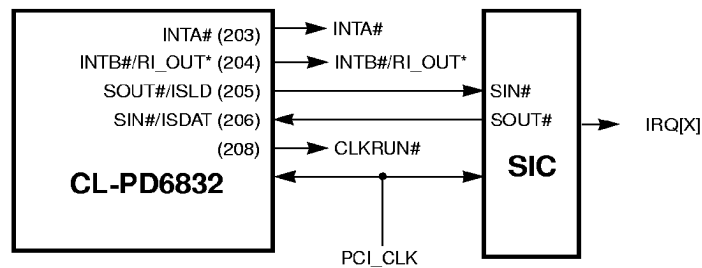 INTA# (203) INTA#
INTB#/RI_OUT* (204) INTB#/RI_OUT*
SOUT#/ISLD (205) SIN#
SIN#/ISDAT (206) SOUT# IRQ[X]
(208) CLKRUN#
CL-PD6832 SIC
PCI_CLK